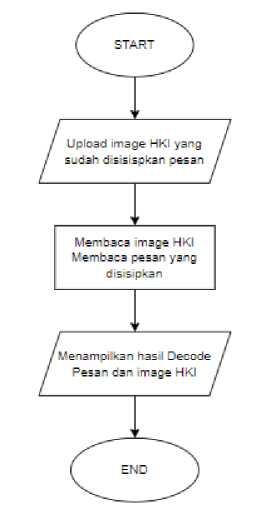 START
Upload image HKI yang
sudah disisispkan pesan
Membaca image HKI
Membaca pesan yang
disisipkan
Menampilkan hasil Decode
Pesan dan image HKI
END